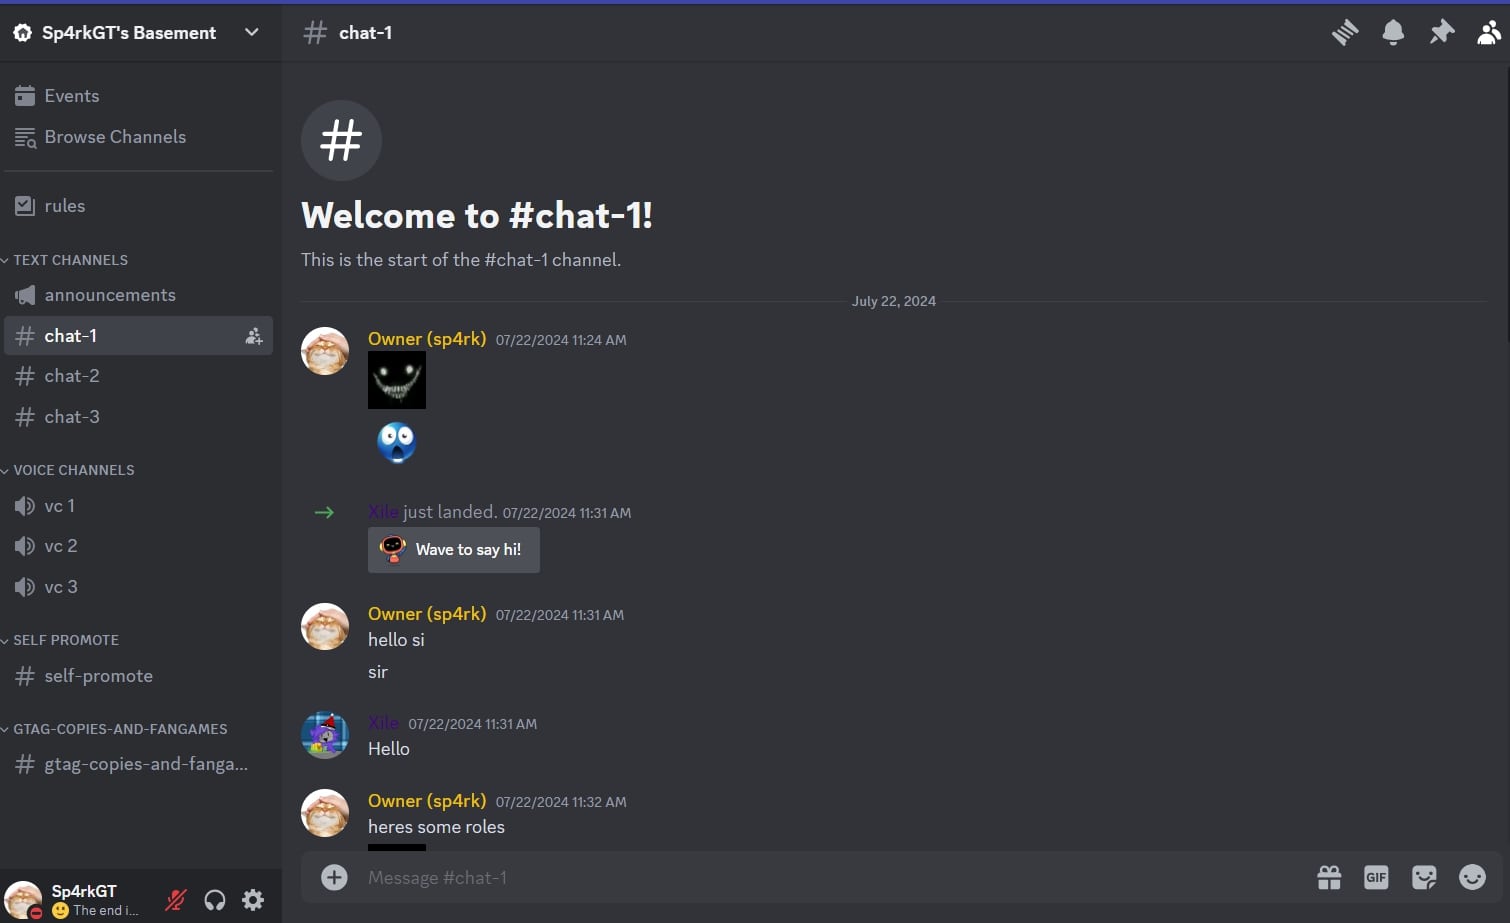 Sp4rkGT's Basement
chat-1
Events
Browse Channels
rules
TEXT CHANNELS
announcements
chat-1
chat-2
chat-3
VOICE CHANNELS
vc 1
vc 2
vc 3
SELF PROMOTE
self-promote
GTAG-COPIES-AND-FANGAMES
gtag-copies-and-fanga...
Sp4rkGT
The end i...
Welcome to #chat-1!
This is the start of the #chat-1 channel.
July 22, 2024
Owner (sp4rk) 07/22/2024 11:24 AM
Xile just landed. 07/22/2024 11:31 AM
Wave to say hi!
Owner (sp4rk) 07/22/2024 11:31 AM
hello si
sir
Xile 07/22/2024 11:31 AM
Hello
Owner (sp4rk) 07/22/2024 11:32 AM
heres some roles
Message #chat-1
GIF